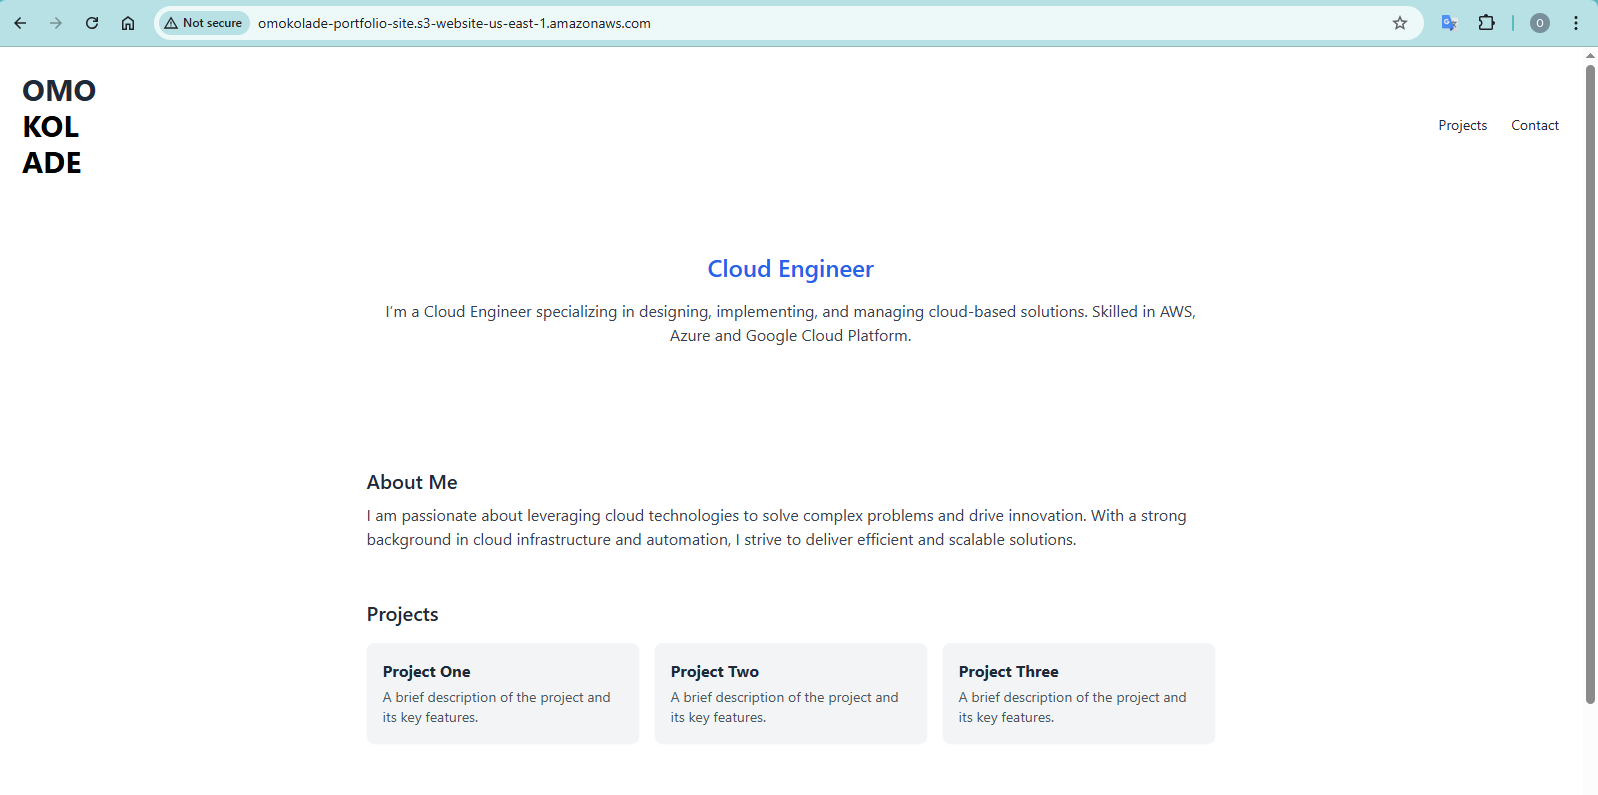 Not secure
omokolade-portfolio-site.s3-website-us-east-1.amazonaws.com
O
OMO
KOL
ADE
Projects
Contact
Cloud Engineer
I'm a Cloud Engineer specializing in designing, implementing, and managing cloud-based solutions. Skilled in AWS,
Azure and Google Cloud Platform.
About Me
I am passionate about leveraging cloud technologies to solve complex problems and drive innovation. With a strong
background in cloud infrastructure and automation, I strive to deliver efficient and scalable solutions.
Projects
Project One
A brief description of the project and
its key features.
Project Two
A brief description of the project and
its key features.
Project Three
A brief description of the project and
its key features.